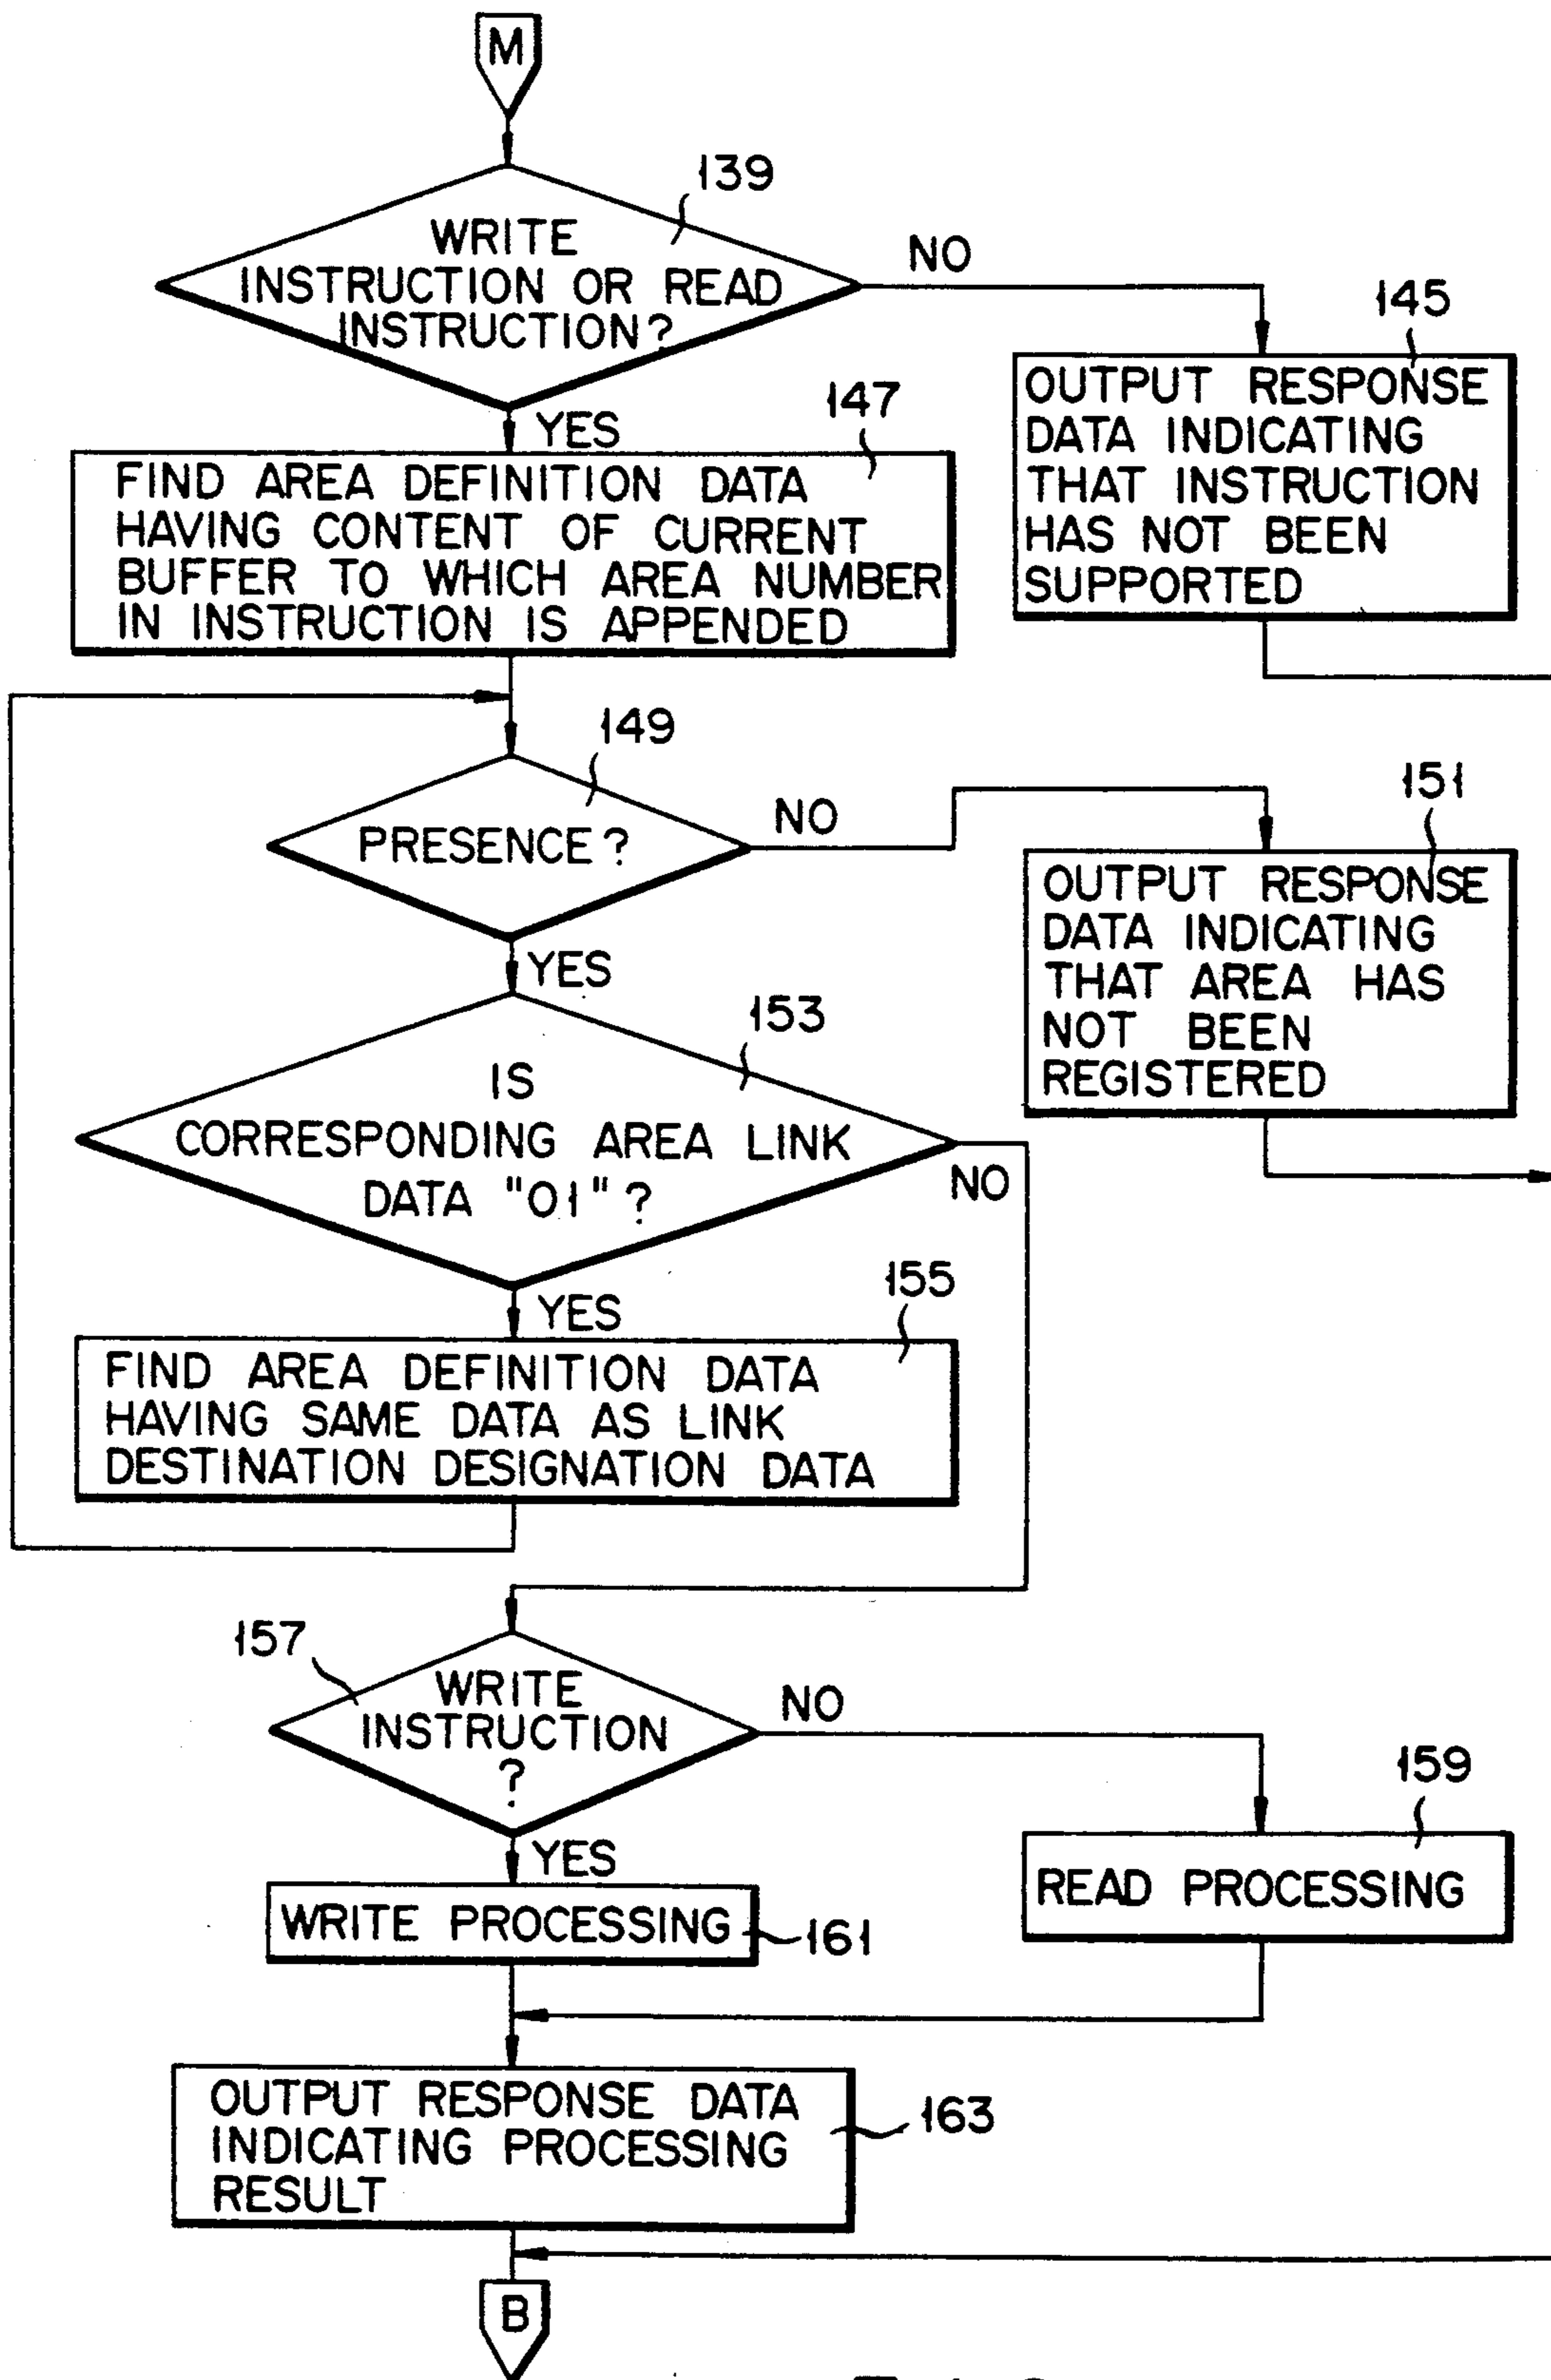 M
139
WRITE
INSTRUCTION OR READ
INSTRUCTION?
NO
YES
145
OUTPUT RESPONSE
DATA INDICATING
THAT INSTRUCTION
HAS NOT BEEN
SUPPORTED
147
FIND AREA DEFINITION DATA
HAVING CONTENT OF CURRENT
BUFFER TO WHICH AREA NUMBER
IN INSTRUCTION IS APPENDED
149
PRESENCE?
NO
YES
151
OUTPUT RESPONSE
DATA INDICATING
THAT AREA HAS
NOT BEEN
REGISTERED
153
IS
CORRESPONDING AREA LINK
DATA "01"?
NO
YES
155
FIND AREA DEFINITION DATA
HAVING SAME DATA AS LINK
DESTINATION DESIGNATION DATA
157
WRITE
INSTRUCTION
?
NO
YES
159
READ PROCESSING
WRITE PROCESSING
161
OUTPUT RESPONSE DATA
INDICATING PROCESSING
RESULT
163
B